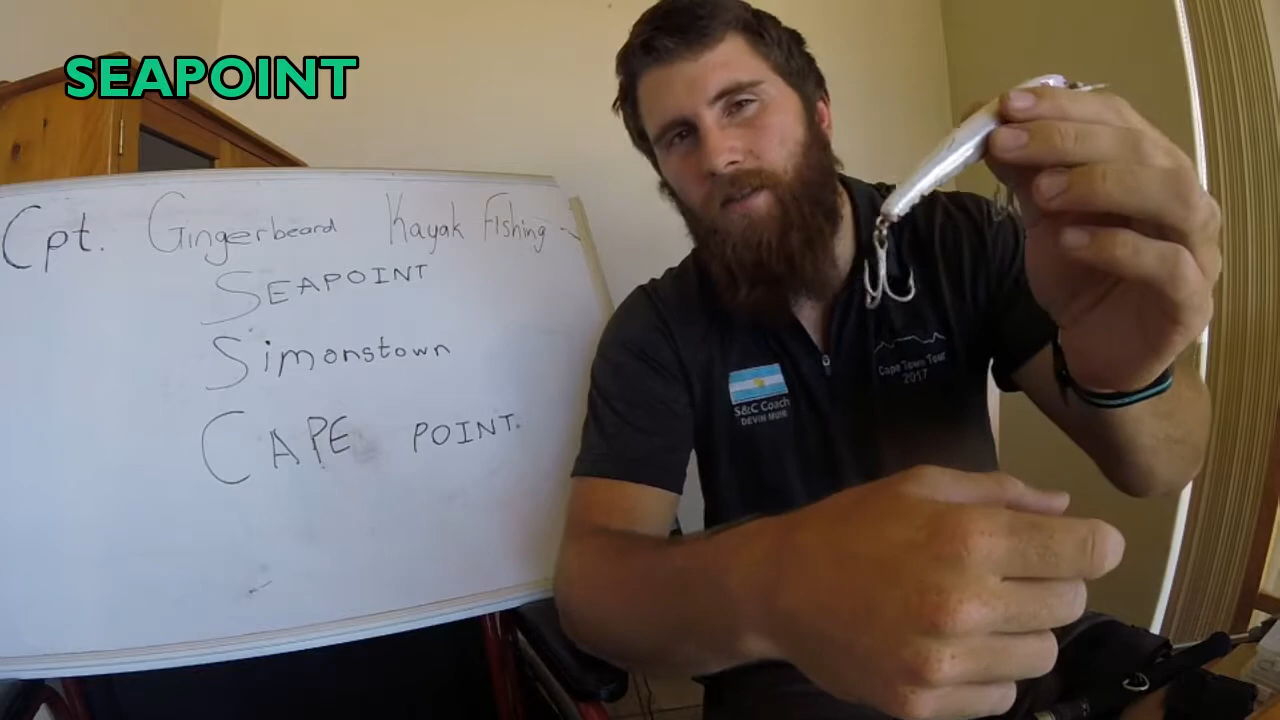 SEAPOINT
Cpt. Gingerbeard Kayak Fishing
SEAPOINT
Simonstown
CAPE POINT.
S&C Coach
DEVIN MUIR
Cape Town Tour
2017